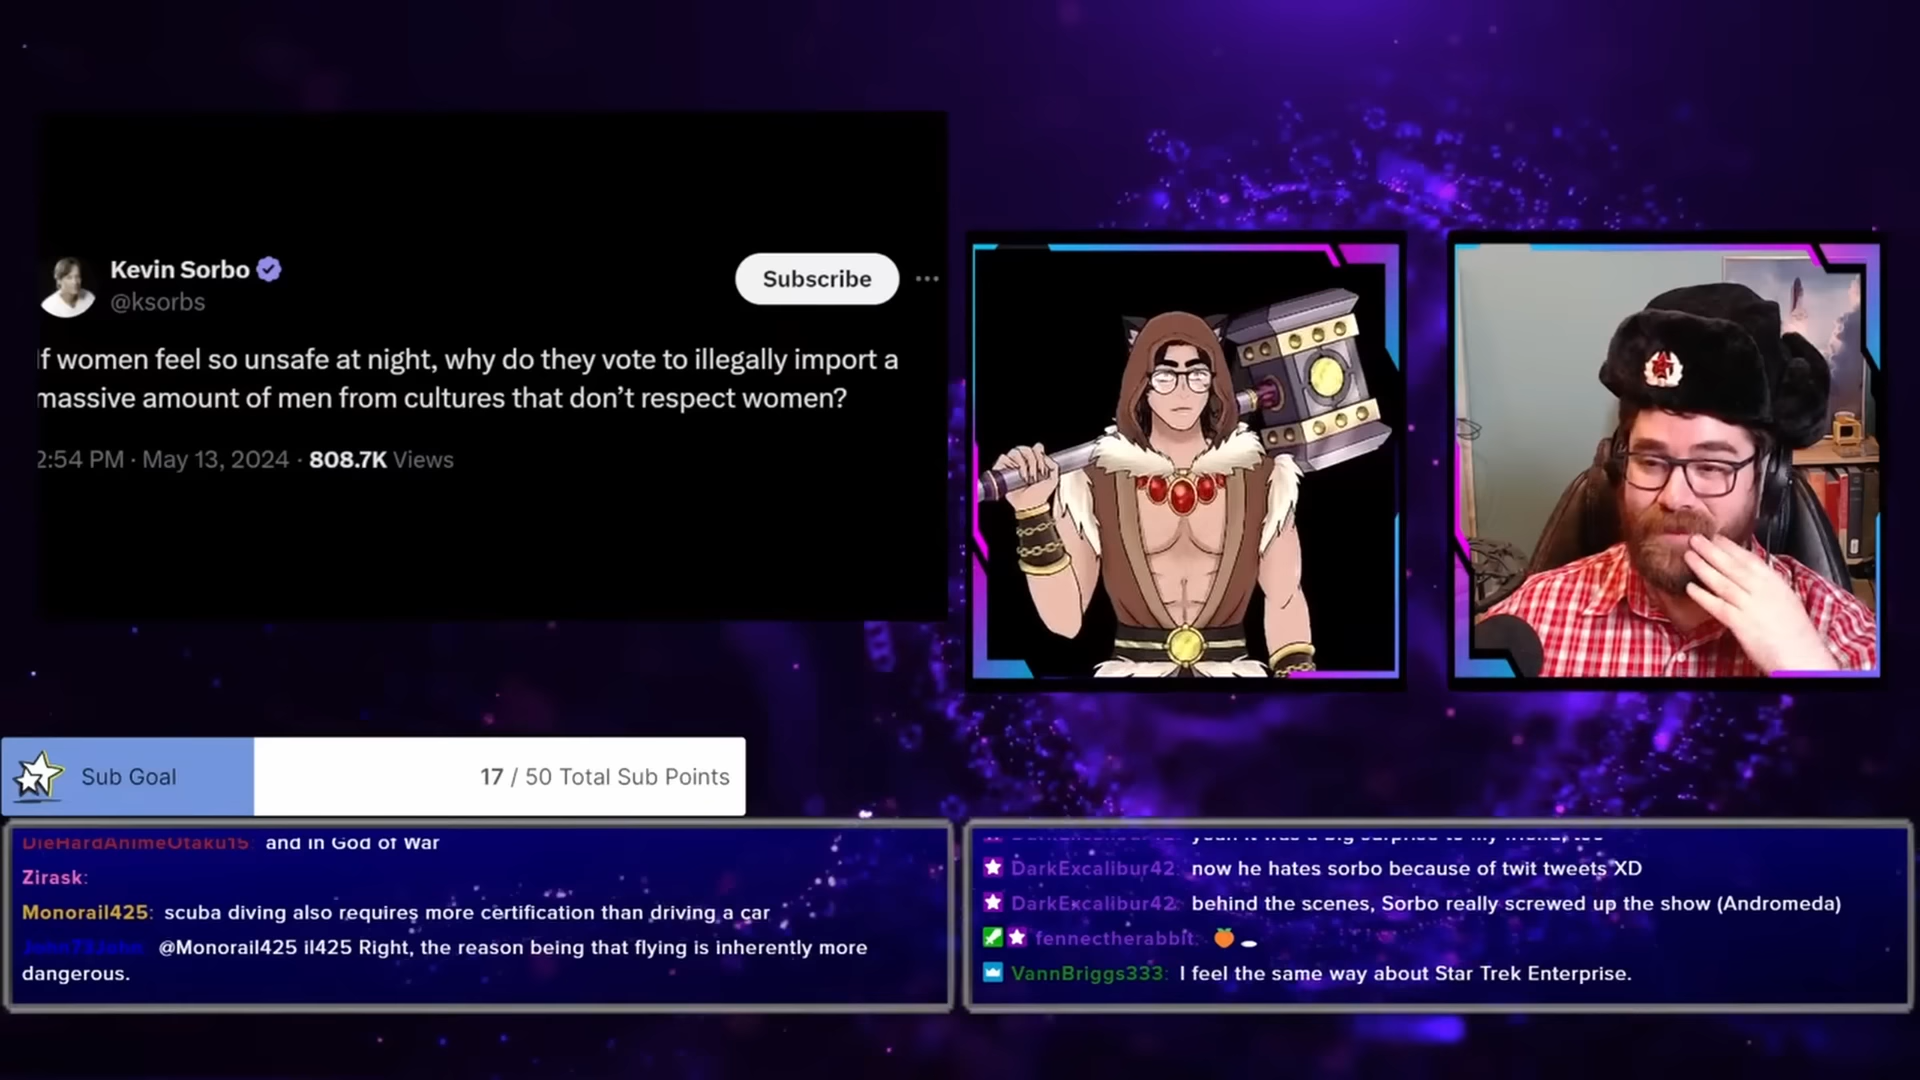 Kevin Sorbo
@ksorbs
Subscribe
If women feel so unsafe at night, why do they vote to illegally import a
massive amount of men from cultures that don't respect women?
2:54 PM · May 13, 2024 · 808.7K Views
Sub Goal
17 / 50 Total Sub Points
DieHardAnimeOtaku15: and in God of War
Zirask:
Monorail425: scuba diving also requires more certification than driving a car
@Monorail425 il425 Right, the reason being that flying is inherently more
dangerous.
DarkExcalibur42: now he hates sorbo because of twit tweets XD
DarkExcalibur42: behind the scenes, Sorbo really screwed up the show (Andromeda)
fennectherabbit:
VannBriggs333: I feel the same way about Star Trek Enterprise.